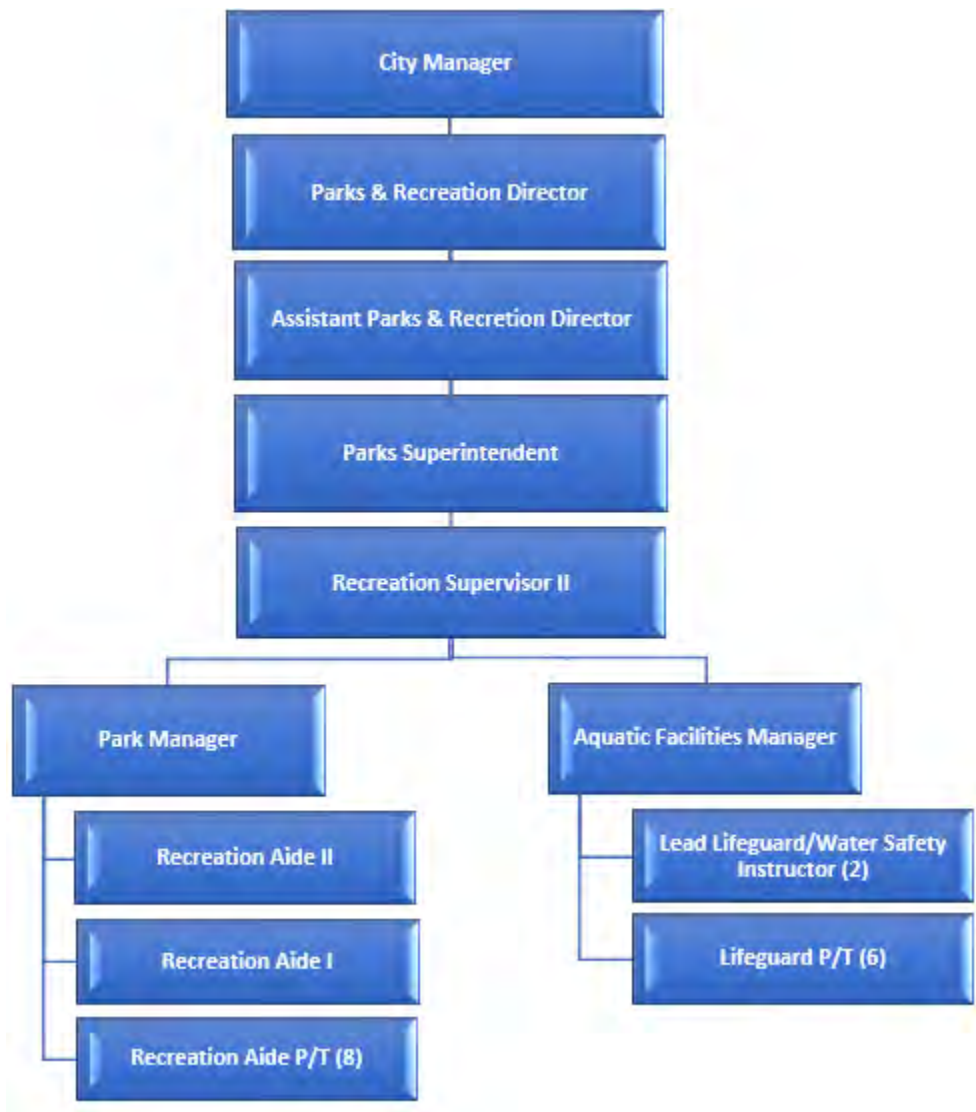 City Manager
Parks & Recreation Director
Assistant Parks & Recretion Director
Parks Superintendent
Recreation Supervisor II
Park Manager
Aquatic Facilities Manager
Recreation Aide II
Lead Lifeguard/Water Safety
Instructor (2)
Recreation Aide I
Lifeguard P/T (6)
Recreation Aide P/T (8)